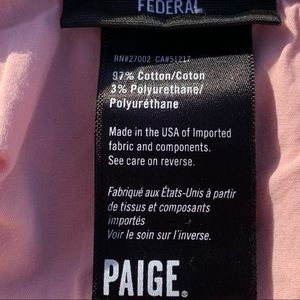 FEDERAL
RN#27002 CA#51217
97% Cotton/Coton
3% Polyurethane/
Polyuréthane
Made in the USA of Imported
fabric and components.
See care on reverse.
Fabriqué aux États-Unis à partir
de tissus et composants
importés
Voir le soin sur l'inverse.
PAIGE®